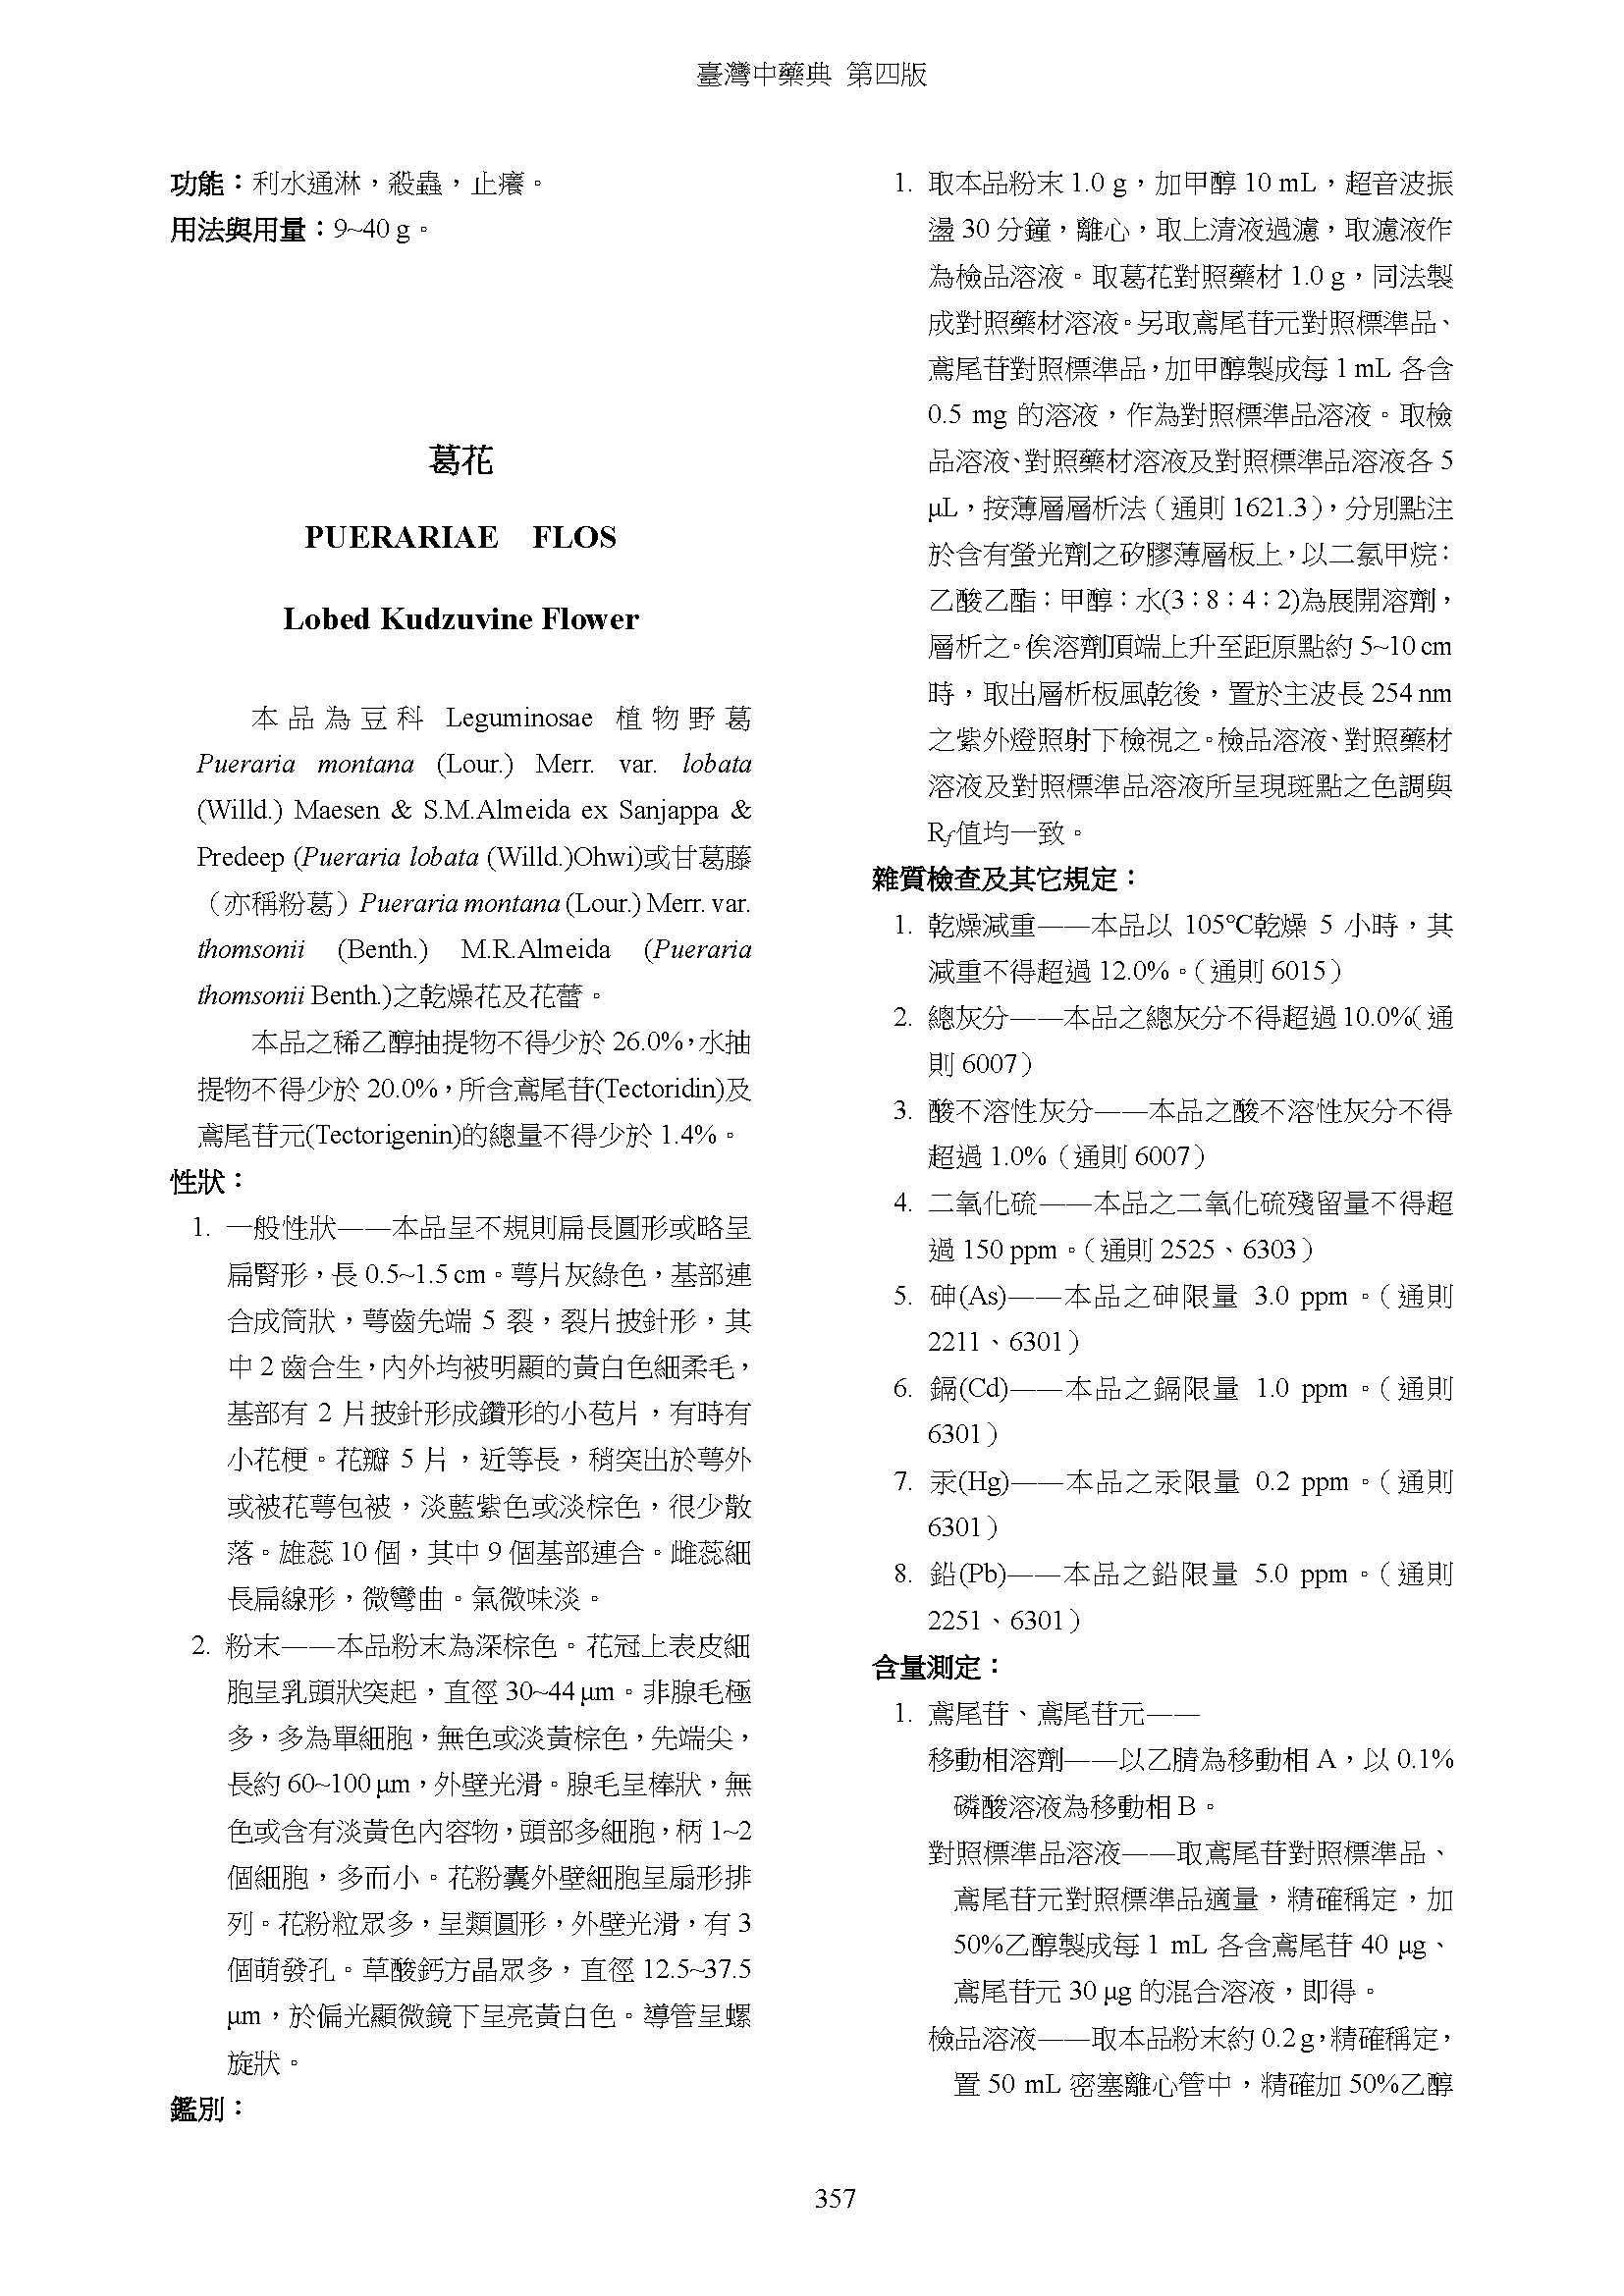 臺灣中藥典 第四版
功能：利水通淋，殺蟲，止癢。
用法與用量：9~40 g。
葛花
PUERARIAE FLOS
Lobed Kudzuvine Flower
本品為豆科 Leguminosae 植物野葛
Pueraria montana (Lour.) Merr. var. lobata
(Willd.) Maesen & S.M.Almeida ex Sanjappa &
Predeep (Pueraria lobata (Willd.)Ohwi)或甘葛藤
（亦稱粉葛）Pueraria montana (Lour.) Merr. var.
thomsonii (Benth.) M.R.Almeida (Pueraria
thomsonii Benth.)之乾燥花及花蕾。
本品之稀乙醇抽提物不得少於 26.0%，水抽
提物不得少於 20.0%，所含鳶尾苷(Tectoridin)及
鳶尾苷元(Tectorigenin)的總量不得少於 1.4%。
性狀：
1. 一般性狀——本品呈不規則扁長圓形或略呈
扁腎形，長 0.5~1.5 cm。萼片灰綠色，基部連
合成筒狀，萼齒先端 5 裂，裂片披針形，其
中 2 齒合生，內外均被明顯的黃白色細柔毛，
基部有 2 片披針形成鑽形的小苞片，有時有
小花梗。花瓣 5 片，近等長，稍突出於萼外
或被花萼包被，淡藍紫色或淡棕色，很少散
落。雄蕊 10 個，其中 9 個基部連合。雌蕊細
長扁線形，微彎曲。氣微味淡。
2. 粉末——本品粉末為深棕色。花冠上表皮細
胞呈乳頭狀突起，直徑 30~44 μm。非腺毛極
多，多為單細胞，無色或淡黃棕色，先端尖，
長約 60~100 μm，外壁光滑。腺毛呈棒狀，無
色或含有淡黃色內容物，頭部多細胞，柄 1~2
個細胞，多而小。花粉囊外壁細胞呈扇形排
列。花粉粒眾多，呈類圓形，外壁光滑，有 3
個萌發孔。草酸鈣方晶眾多，直徑 12.5~37.5
μm，於偏光顯微鏡下呈亮黃白色。導管呈螺
旋狀。
鑑別：
1. 取本品粉末 1.0 g，加甲醇 10 mL，超音波振
盪 30 分鐘，離心，取上清液過濾，取濾液作
為檢品溶液。取葛花對照藥材 1.0 g，同法製
成對照藥材溶液。另取鳶尾苷元對照標準品、
鳶尾苷對照標準品，加甲醇製成每 1 mL 各含
0.5 mg 的溶液，作為對照標準品溶液。取檢
品溶液、對照藥材溶液及對照標準品溶液各 5
μL，按薄層層析法（通則 1621.3），分別點注
於含有螢光劑之矽膠薄層板上，以二氯甲烷：
乙酸乙酯：甲醇：水(3：8：4：2)為展開溶劑，
層析之。俟溶劑頂端上升至距原點約 5~10 cm
時，取出層析板風乾後，置於主波長 254 nm
之紫外燈照射下檢視之。檢品溶液、對照藥材
溶液及對照標準品溶液所呈現斑點之色調與
Rf值均一致。
雜質檢查及其它規定：
1. 乾燥減重——本品以 105℃乾燥 5 小時，其
減重不得超過 12.0%。（通則 6015）
2. 總灰分——本品之總灰分不得超過 10.0%（通
則 6007）
3. 酸不溶性灰分——本品之酸不溶性灰分不得
超過 1.0%（通則 6007）
4. 二氧化硫——本品之二氧化硫殘留量不得超
過 150 ppm。（通則 2525、6303）
5. 砷(As)——本品之砷限量 3.0 ppm。（通則
2211、6301）
6. 鎘(Cd)——本品之鎘限量 1.0 ppm。（通則
6301）
7. 汞(Hg)——本品之汞限量 0.2 ppm。（通則
6301）
8. 鉛(Pb)——本品之鉛限量 5.0 ppm。（通則
2251、6301）
含量測定：
1. 鳶尾苷、鳶尾苷元——
移動相溶劑——以乙腈為移動相 A，以 0.1%
磷酸溶液為移動相 B。
對照標準品溶液——取鳶尾苷對照標準品、
鳶尾苷元對照標準品適量，精確稱定，加
50%乙醇製成每 1 mL 各含鳶尾苷 40 μg、
鳶尾苷元 30 μg 的混合溶液，即得。
檢品溶液——取本品粉末約 0.2 g，精確稱定，
置 50 mL 密塞離心管中，精確加 50%乙醇
357